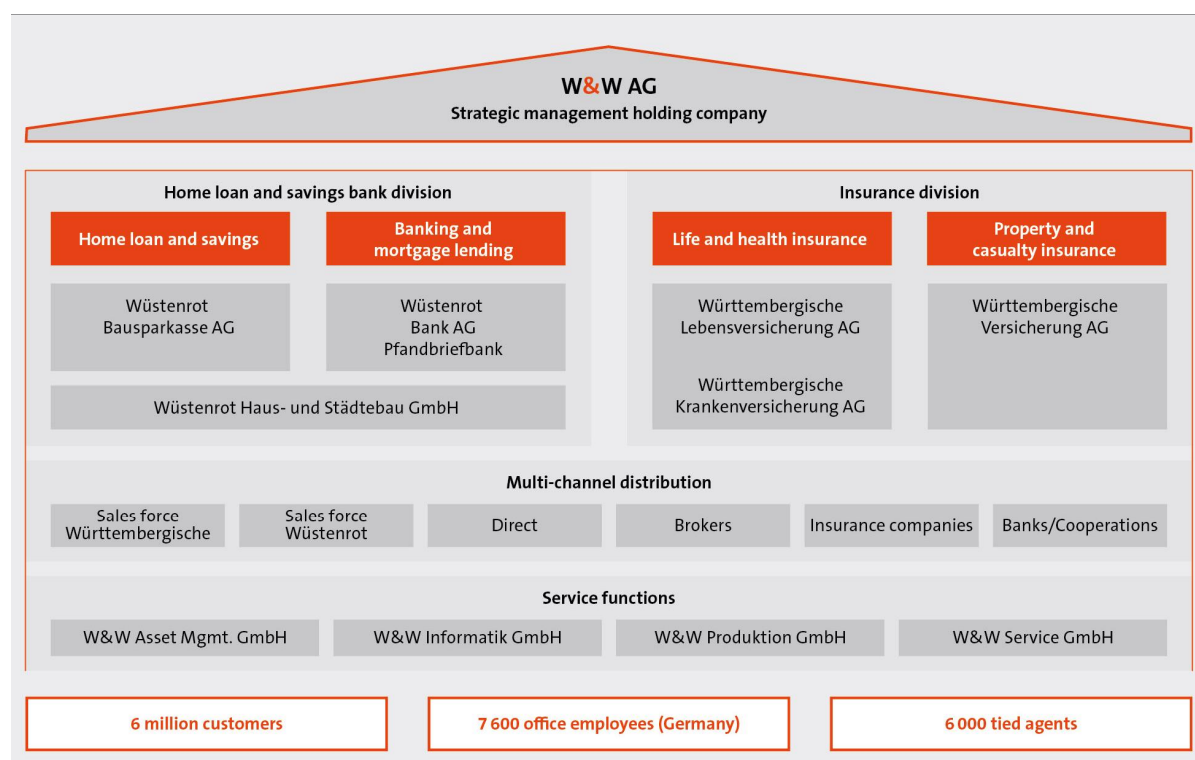 W&W AG
Strategic management holding company
Home loan and savings bank division
Home loan and savings
Banking and
mortgage lending
Wüstenrot
Bausparkasse AG
Wüstenrot
Bank AG
Pfandbriefbank
Wüstenrot Haus- und Städtebau GmbH
Insurance division
Life and health insurance
Property and
casualty insurance
Württembergische
Lebensversicherung AG
Württembergische
Krankenversicherung AG
Württembergische
Versicherung AG
Multi-channel distribution
Sales force
Württembergische
Sales force
Wüstenrot
Direct
Brokers
Insurance companies
Banks/Cooperations
Service functions
W&W Asset Mgmt. GmbH
W&W Informatik GmbH
W&W Produktion GmbH
W&W Service GmbH
6 million customers
7 600 office employees (Germany)
6 000 tied agents